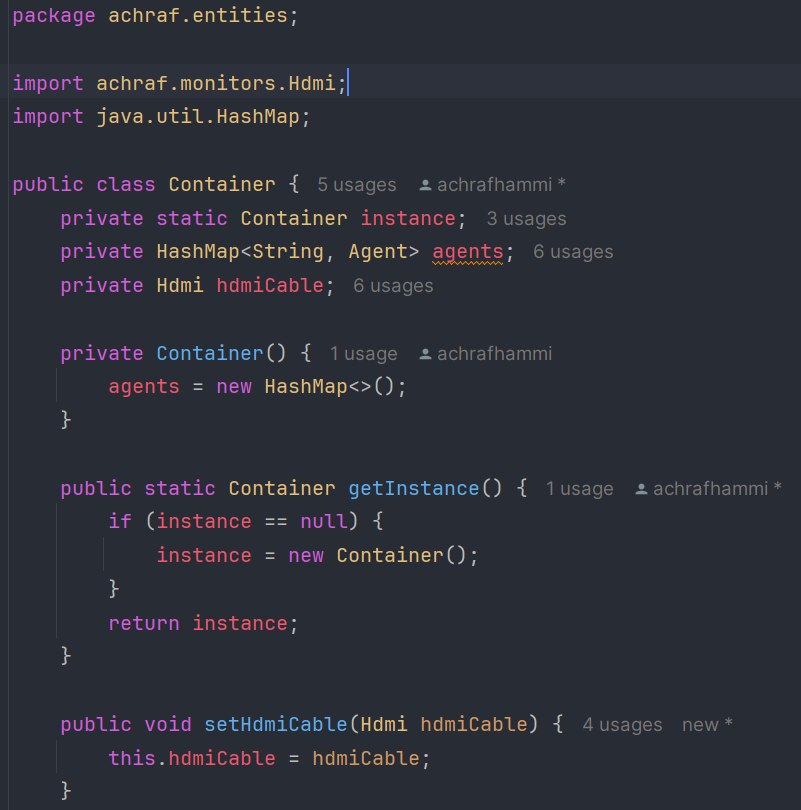 package achraf.entities;
import achraf.monitors.Hdmi;
import java.util.HashMap;
public class Container { 5 usages achrafhammi *
private static Container instance; 3 usages
private HashMap<String, Agent> agents; 6 usages
private Hdmi hdmiCable; 6 usages
private Container() { 1 usage achrafhammi
agents = new HashMap<>();
}
public static Container getInstance() { 1 usage achrafhammi *
if (instance == null) {
instance = new Container();
}
return instance;
}
public void setHdmiCable(Hdmi hdmiCable) { 4 usages new *
this.hdmiCable = hdmiCable;
}